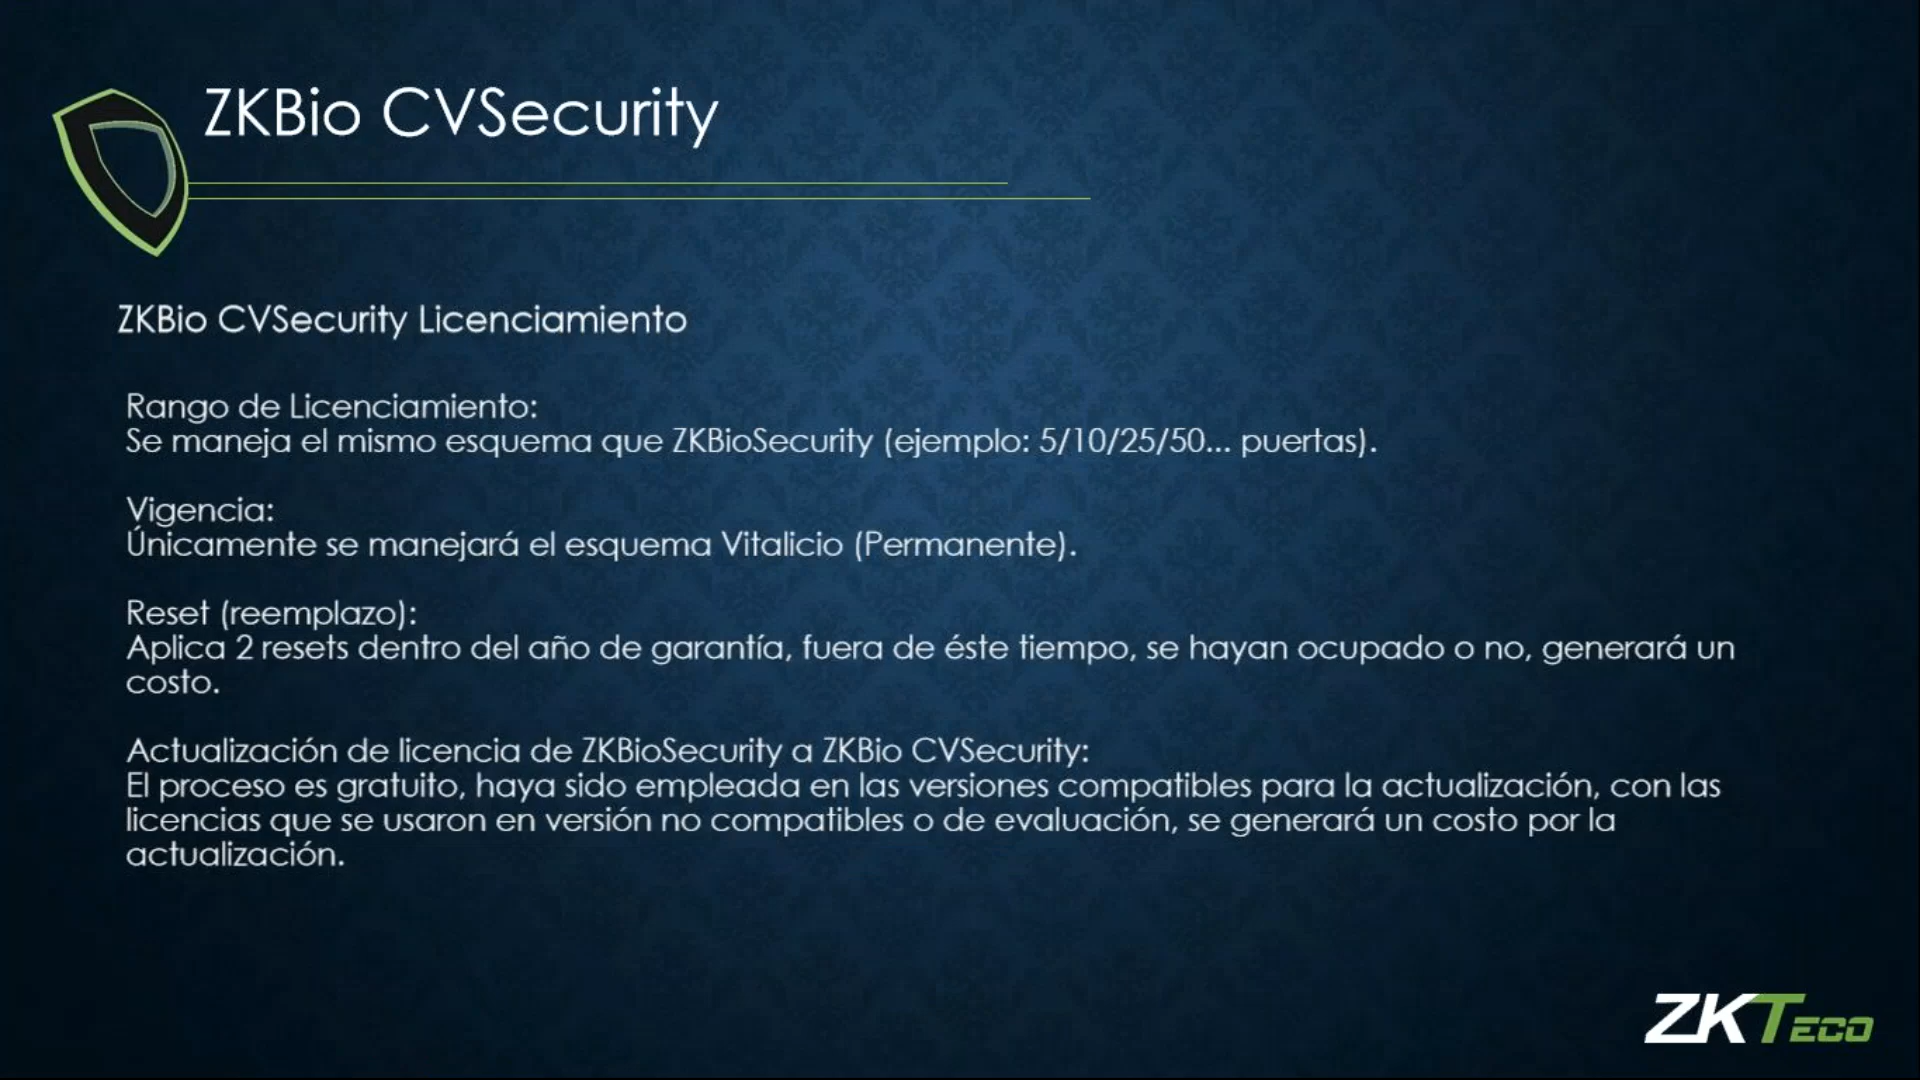 ZKBio CVSecurity
ZKBio CVSecurity Licenciamiento
Rango de Licenciamiento:
Se maneja el mismo esquema que ZKBioSecurity (ejemplo: 5/10/25/50... puertas).
Vigencia:
Únicamente se manejará el esquema Vitalicio (Permanente).
Reset (reemplazo):
Aplica 2 resets dentro del año de garantía, fuera de éste tiempo, se hayan ocupado o no, generará un
costo.
Actualización de licencia de ZKBioSecurity a ZKBio CVSecurity:
El proceso es gratuito, haya sido empleada en las versiones compatibles para la actualización, con las
licencias que se usaron en versión no compatibles o de evaluación, se generará un costo por la
actualización.
ZKTeco